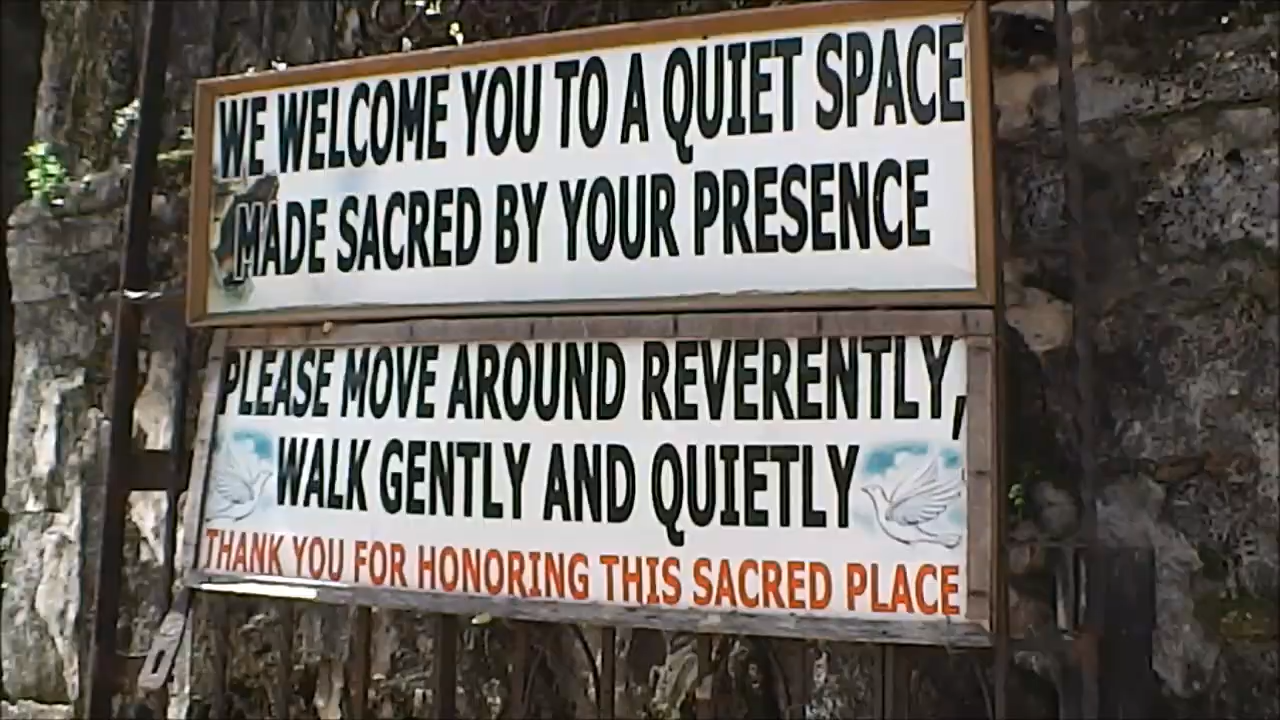 WE WELCOME YOU TO A QUIET SPACE
MADE SACRED BY YOUR PRESENCE
PLEASE MOVE AROUND REVERENTLY,
WALK GENTLY AND QUIETLY
THANK YOU FOR HONORING THIS SACRED PLACE